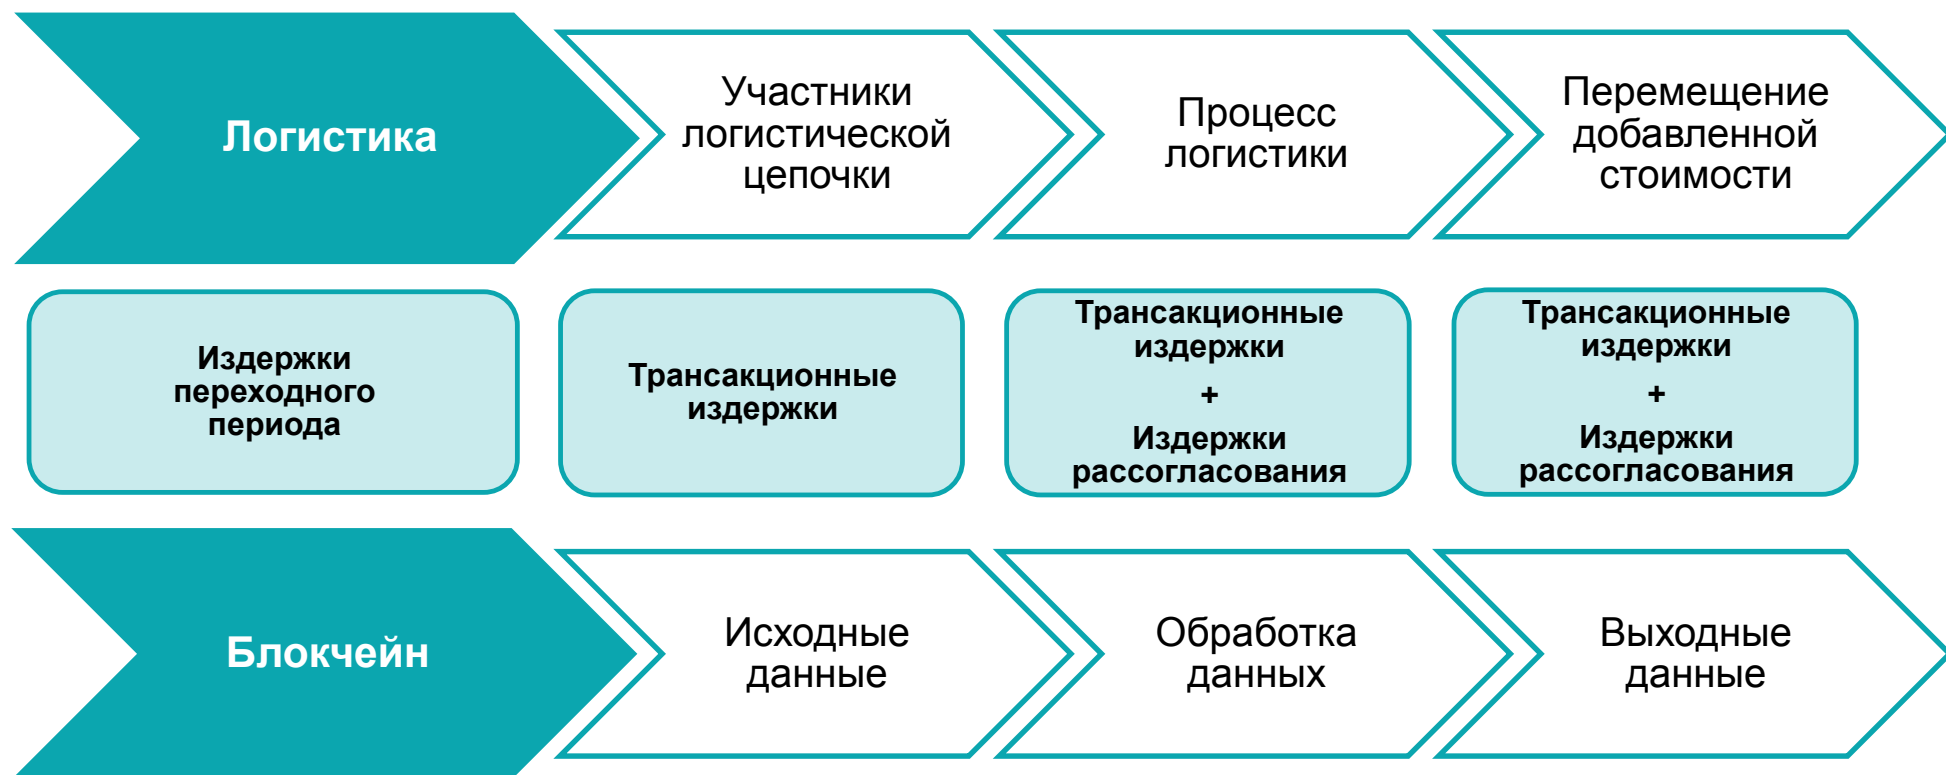 Логистика
Участники
логистической
цепочки
Процесс
логистики
Перемещение
добавленной
стоимости
Издержки
переходного
периода
Трансакционные
издержки
Трансакционные
издержки
+
Издержки
рассогласования
Трансакционные
издержки
+
Издержки
рассогласования
Блокчейн
Исходные
данные
Обработка
данных
Выходные
данные